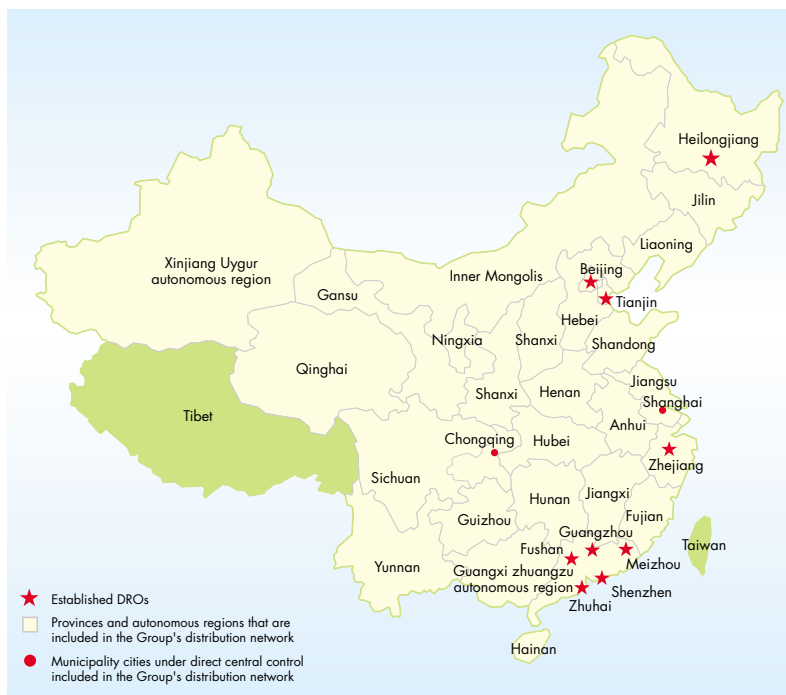 Heilongjiang
Jilin
Liaoning
Xinjiang Uygur
autonomous region
Inner Mongolis
Beijing
Gansu
Tianjin
Hebei
Ningxia
Shanxi
Shandong
Qinghai
Jiangsu
Shanxi
Henan
Shanghai
Tibet
Anhui
Chongqing
Hubei
Zhejiang
Sichuan
Hunan
Jiangxi
Guizhou
Fujian
Guangzhou
Fushan
Taiwan
Yunnan
Guangxi zhuangzu
autonomous region
Meizhou
Shenzhen
Zhuhai
Hainan
Established DROs
Provinces and autonomous regions that are
included in the Group's distribution network
Municipality cities under direct central control
included in the Group's distribution network